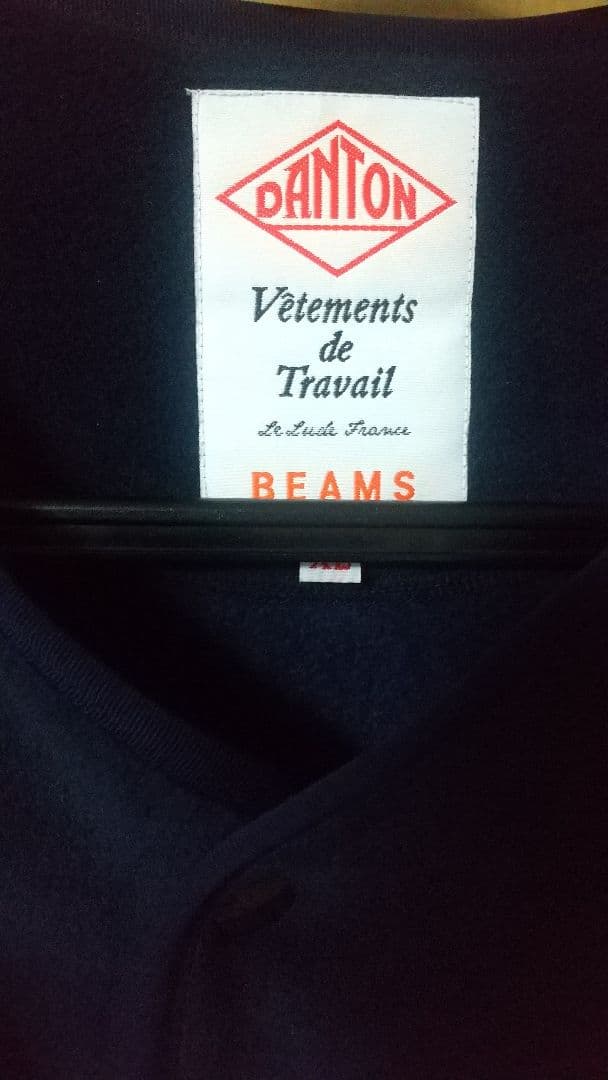 DANTON
Vêtements
de
Travail
Le Lude France
BEAMS